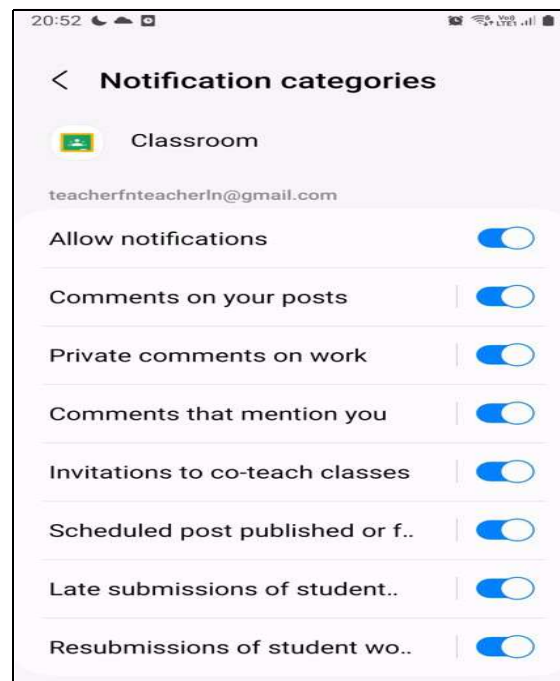 20:52
Notification categories
Classroom
teacherfnteacherln@gmail.com
Allow notifications
Comments on your posts
Private comments on work
Comments that mention you
Invitations to co-teach classes
Scheduled post published or f..
Late submissions of student..
Resubmissions of student wo..